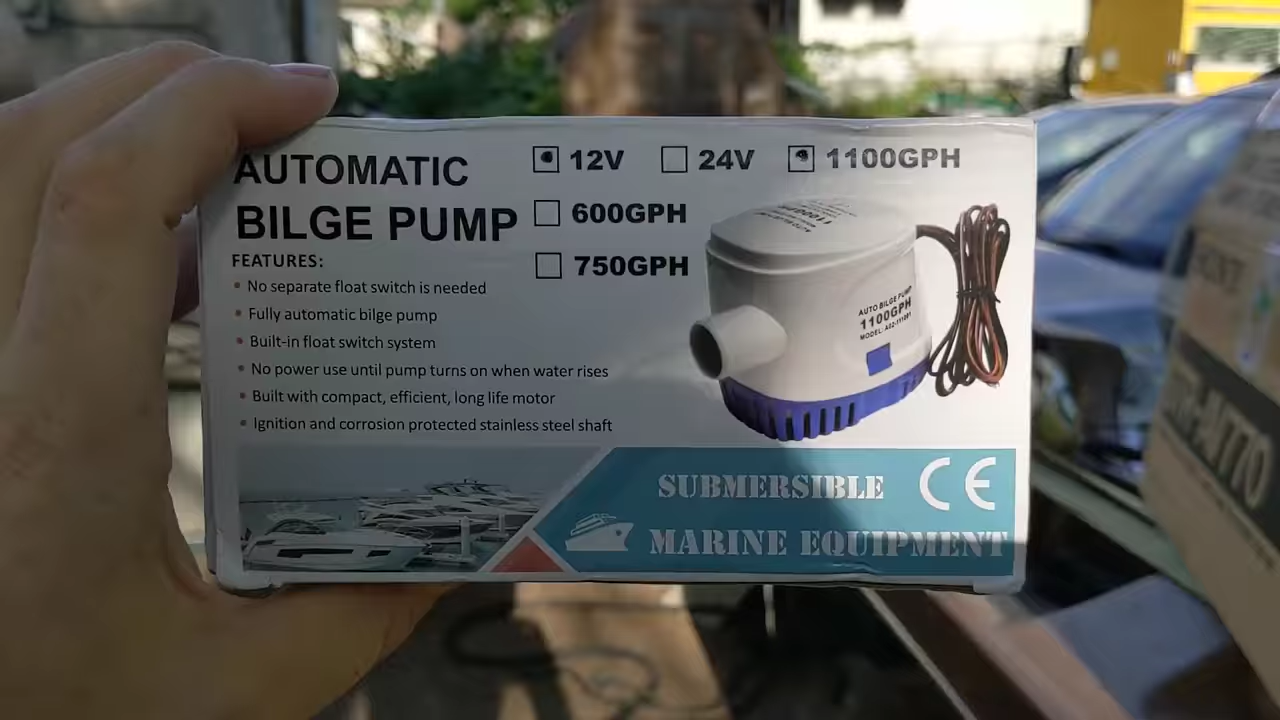 AUTOMATIC
BILGE PUMP
12V 24V 1100GPH
600GPH
750GPH
FEATURES:
• No separate float switch is needed
• Fully automatic bilge pump
• Built-in float switch system
• No power use until pump turns on when water rises
• Built with compact, efficient, long life motor
• Ignition and corrosion protected stainless steel shaft
1100GPH
AUTO BILGE PUMP
1100GPH
MODEL:
SUBMERSIBLE CE
MARINE EQUIPMENT